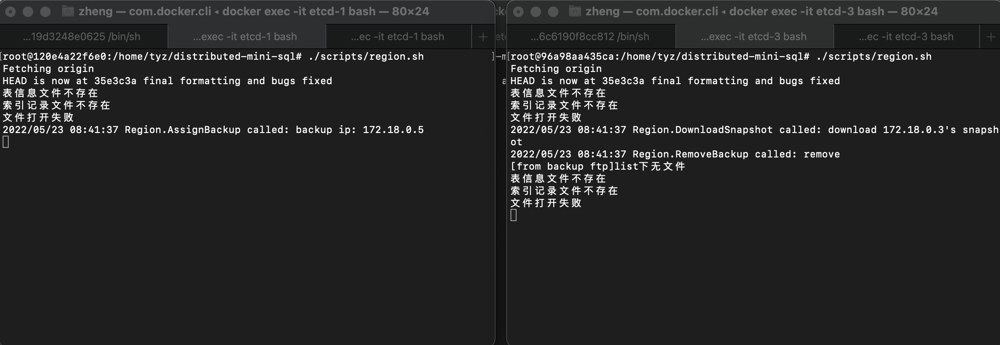 zheng — com.docker.cli ◂ docker exec -it etcd-1 bash — 80×24
...19d3248e0625 /bin/sh
...exec -it etcd-1 bash
...ec -it etcd-1 bash
+
[root@120e4a22f6e0:/home/tyz/distributed-mini-sql# ./scripts/region.sh ]
Fetching origin
HEAD is now at 35e3c3a final formatting and bugs fixed
表信息文件不存在
索引记录文件不存在
文件打开失败
2022/05/23 08:41:37 Region.AssignBackup called: backup ip: 172.18.0.5
zheng — com.docker.cli ◂ docker exec -it etcd-3 bash — 80×24
...6c6190f8cc812 /bin/sh
...exec -it etcd-3 bash
...ec -it etcd-3 bash
+
[root@96a98aa435ca:/home/tyz/distributed-mini-sql# ./scripts/region.sh
Fetching origin
HEAD is now at 35e3c3a final formatting and bugs fixed
表信息文件不存在
索引记录文件不存在
文件打开失败
2022/05/23 08:41:37 Region.DownloadSnapshot called: download 172.18.0.3's snapsh
ot
2022/05/23 08:41:37 Region.RemoveBackup called: remove
[from backup ftp]list下无文件
表信息文件不存在
索引记录文件不存在
文件打开失败